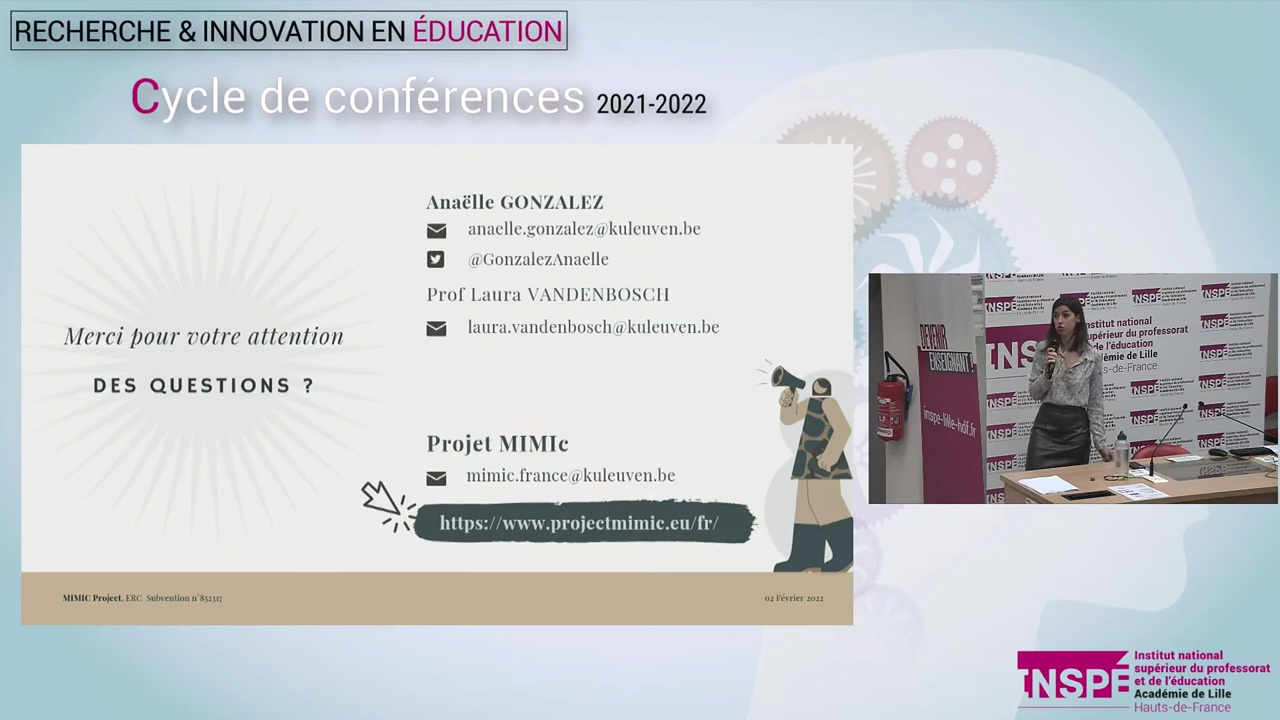 RECHERCHE & INNOVATION EN ÉDUCATION
Cycle de conférences 2021-2022
Anaëlle GONZALEZ
anaelle.gonzalez@kuleuven.be
@GonzalezAnaelle
Prof Laura VANDENBOSCH
laura.vandenbosch@kuleuven.be
Merci pour votre attention
DES QUESTIONS ?
Projet MIMIc
mimic.france@kuleuven.be
https://www.projectmimic.eu/fr/
MIMIC Project, ERC Subvention n°852317
02 Février 2022
DEVENIR
ENSEIGNANT !
inspe-lille-hdf.fr
INSPÉ
Institut national
supérieur du professorat
et de l'éducation
Académie de Lille
Hauts-de-France
INSPÉ
Institut national
supérieur du professorat
et de l'éducation
Académie de Lille
Hauts-de-France